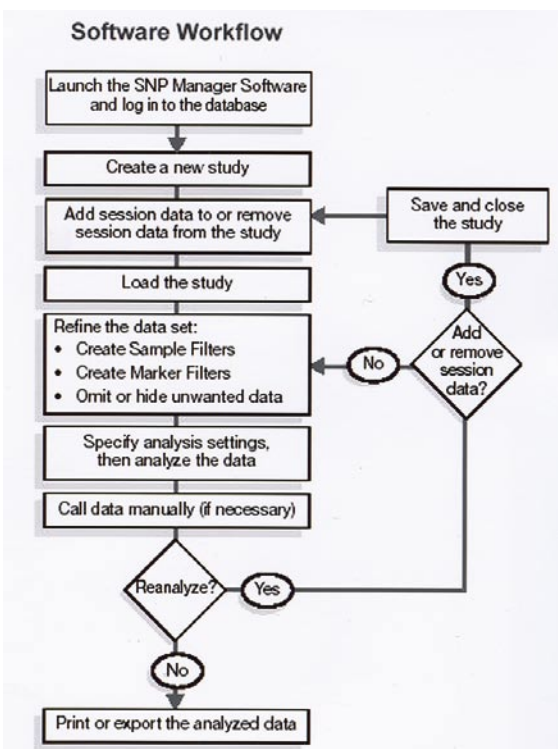 Software Workflow
Launch the SNP Manager Software
and log in to the database
Create a new study
Add session data to or remove
session data from the study
Save and close
the study
Load the study
Yes
Refine the data set:
• Create Sample Filters
• Create Marker Filters
• Omit or hide unwanted data
No
Add
or remove
session
data?
Specify analysis settings,
then analyze the data
Call data manually (if necessary)
Reanalyze?
Yes
No
Print or export the analyzed data